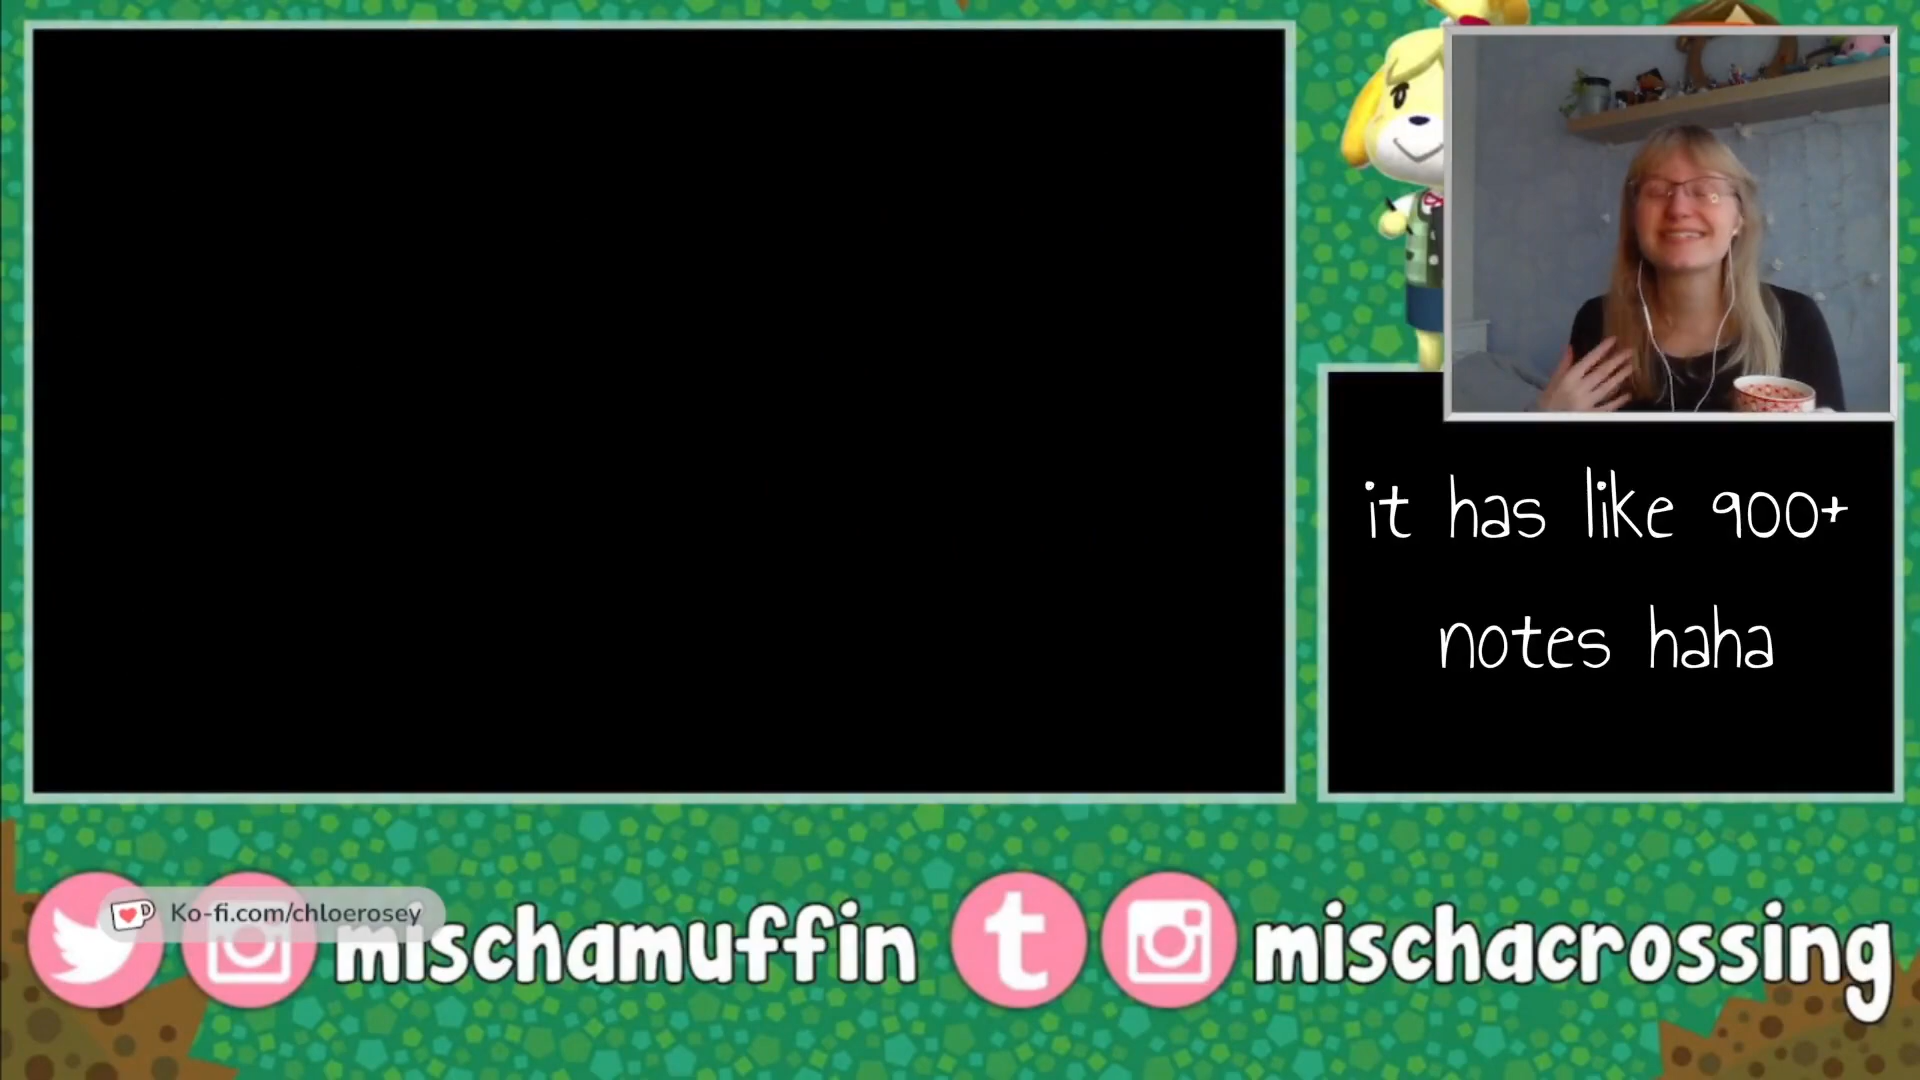 it has like 900+
notes haha
Ko-fi.com/chloerosey
mischamuffin
mischacrossing